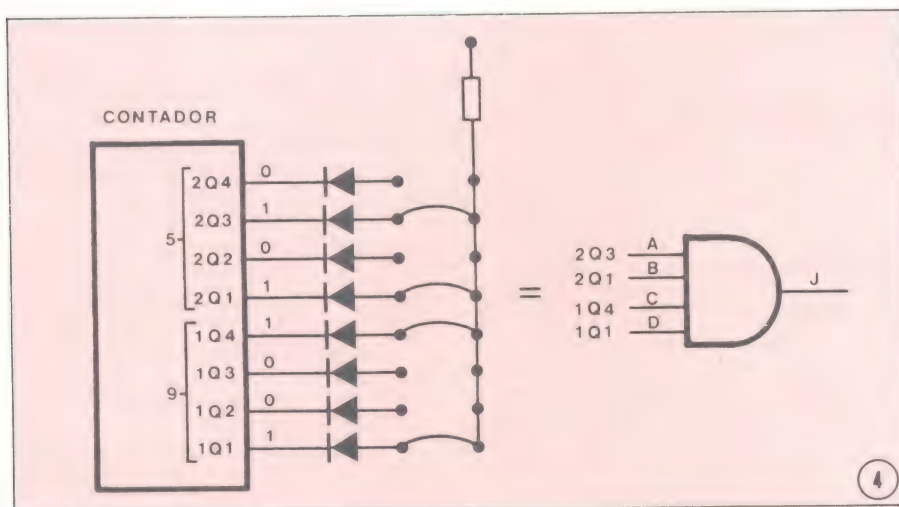 CONTADOR
2Q4 0
5 2Q3 1
2Q2 0
2Q1 1
1Q4 1
1Q3 0
9 1Q2 0
1Q1 1
=
2Q3 A
2Q1 B
1Q4 C
1Q1 D
J
4